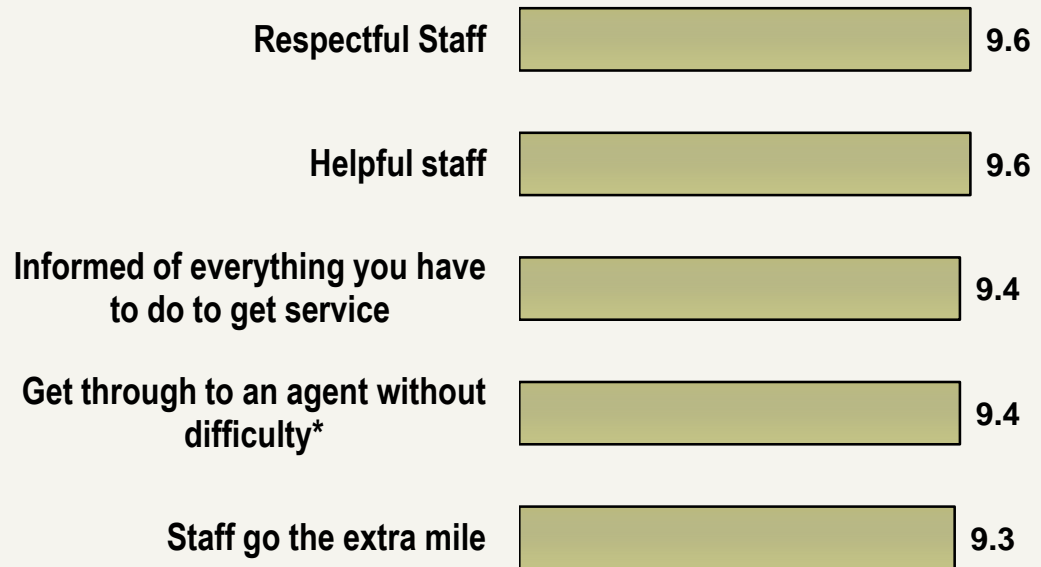 Respectful Staff 9.6
Helpful staff 9.6
Informed of everything you have
to do to get service 9.4
Get through to an agent without
difficulty* 9.4
Staff go the extra mile 9.3